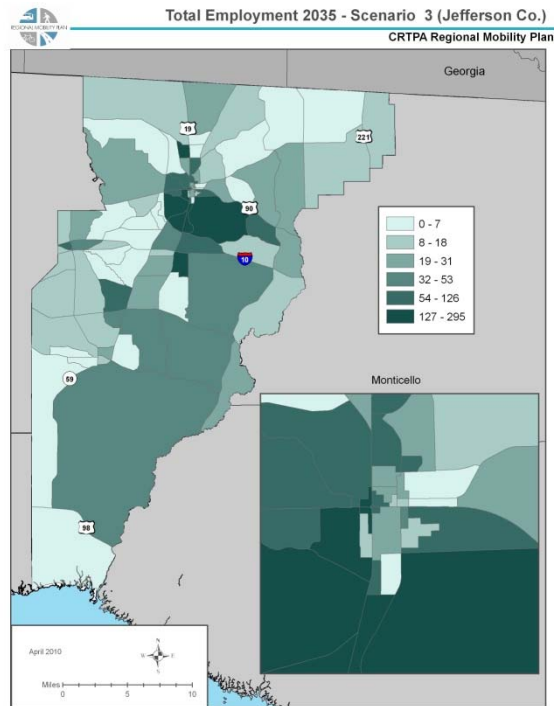 Total Employment 2035 - Scenario 3 (Jefferson Co.)
REGIONAL MOBILITY PLAN
CRTPA Regional Mobility Plan
Georgia
19
221
90
0 - 7
8 - 18
19 - 31
32 - 53
54 - 126
127 - 295
10
Monticello
59
98
April 2010
N
W E
S
Miles
0 5 10